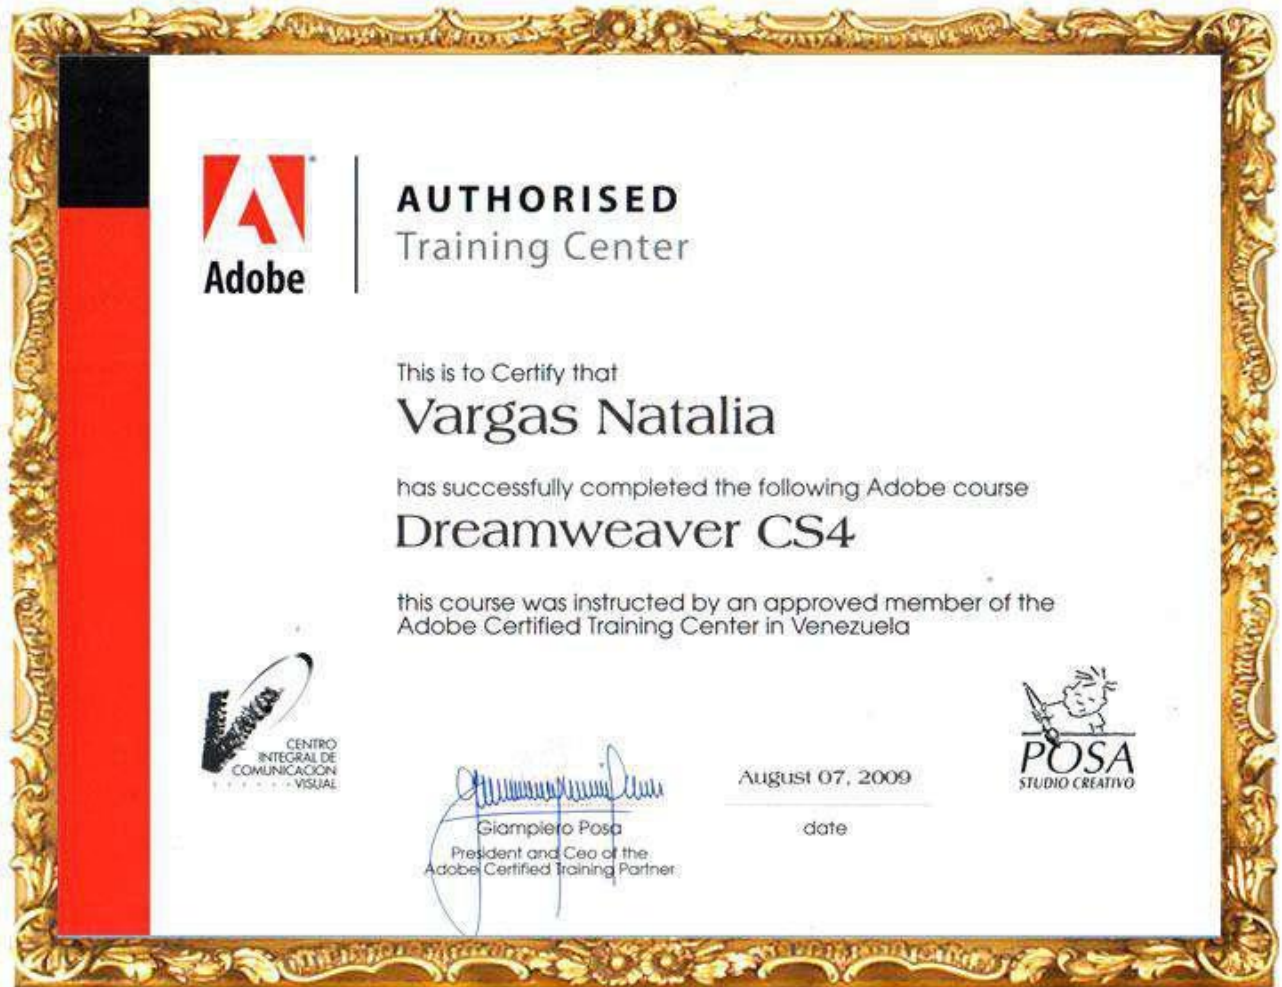 Adobe
AUTHORISED
Training Center
This is to Certify that
Vargas Natalia
has successfully completed the following Adobe course
Dreamweaver CS4
this course was instructed by an approved member of the
Adobe Certified Training Center in Venezuela
CENTRO
INTEGRAL DE
COMUNICACION
VISUAL
Giampiero Posa
President and Ceo of the
Adobe Certified Training Partner
August 07, 2009
date
POSA
STUDIO CREATIVO